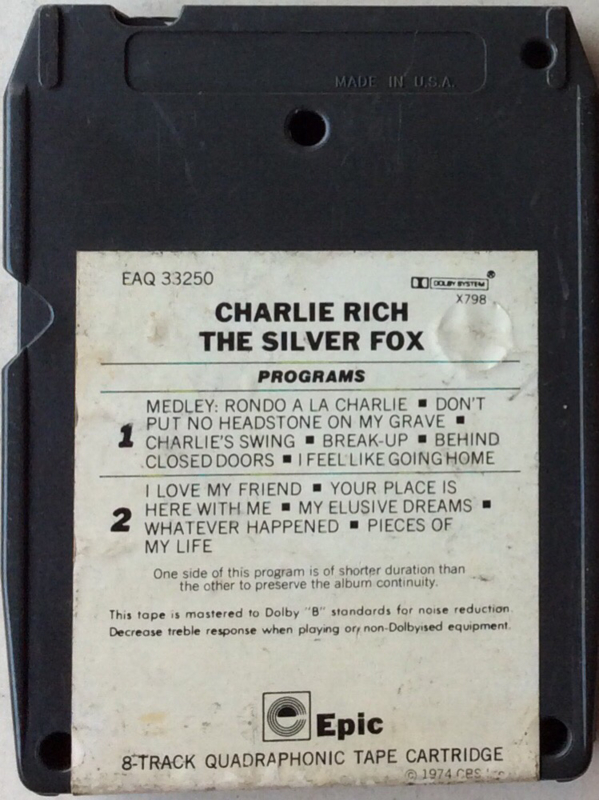 MADE IN U.S.A.
EAQ 33250
DOLBY SYSTEM ®
X798
CHARLIE RICH
THE SILVER FOX
PROGRAMS
1
MEDLEY: RONDO A LA CHARLIE ■ DON'T
PUT NO HEADSTONE ON MY GRAVE ■
CHARLIE'S SWING ■ BREAK-UP ■ BEHIND
CLOSED DOORS ■ I FEEL LIKE GOING HOME
2
I LOVE MY FRIEND ■ YOUR PLACE IS
HERE WITH ME ■ MY ELUSIVE DREAMS ■
WHATEVER HAPPENED ■ PIECES OF
MY LIFE
One side of this program is of shorter duration than
the other to preserve the album continuity.
This tape is mastered to Dolby "B" standards for noise reduction.
Decrease treble response when playing on non-Dolbyised equipment.
Epic
8-TRACK QUADRAPHONIC TAPE CARTRIDGE
© 1974 CBS Inc.